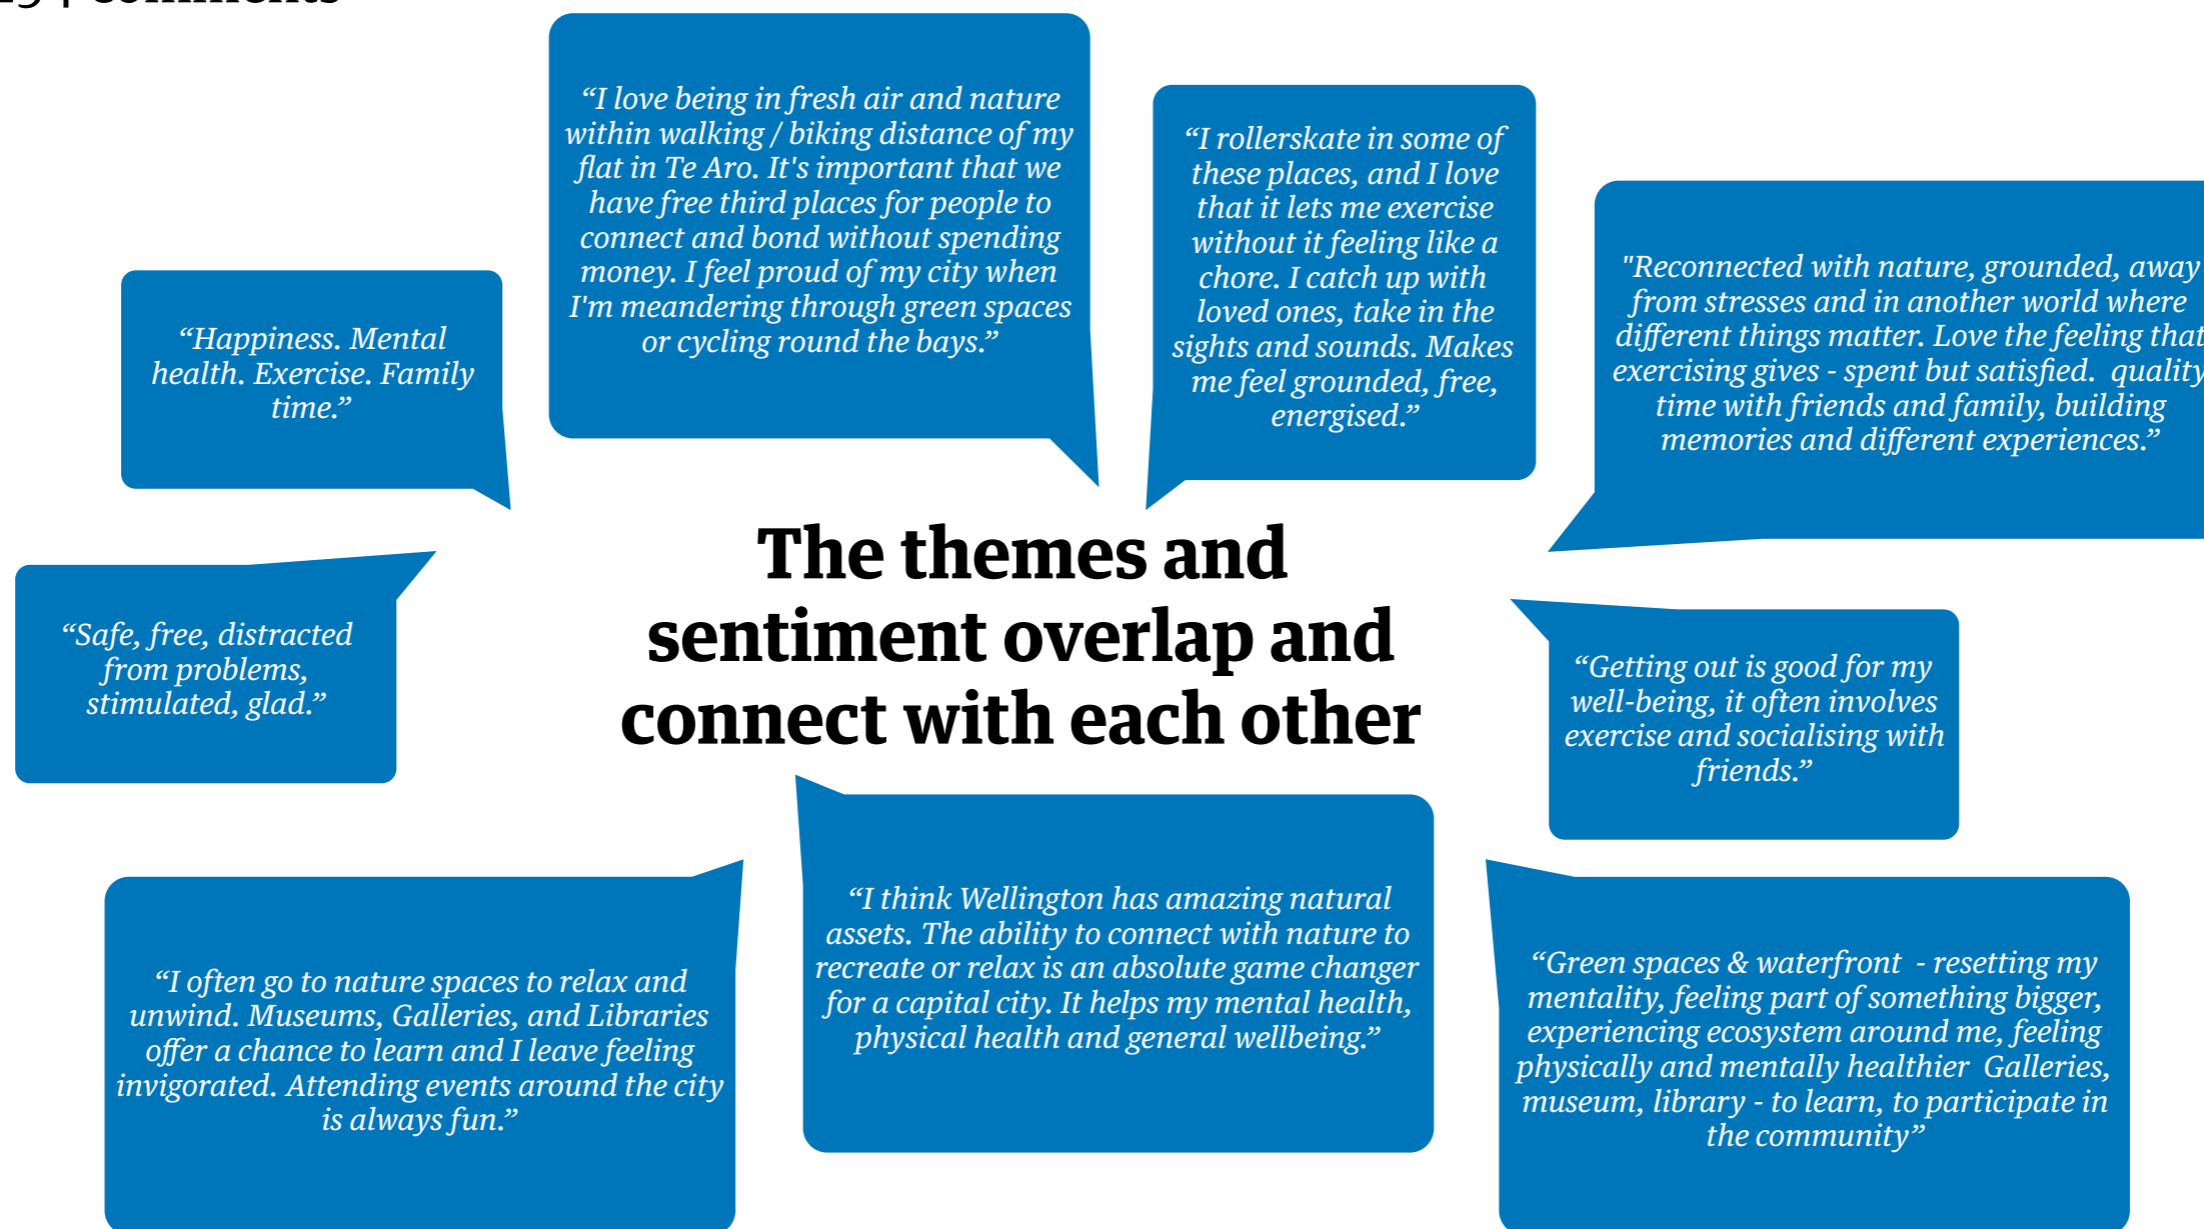 “Happiness. Mental
health. Exercise. Family
time.”
“I love being in fresh air and nature
within walking / biking distance of my
flat in Te Aro. It's important that we
have free third places for people to
connect and bond without spending
money. I feel proud of my city when
I'm meandering through green spaces
or cycling round the bays.”
“I rollerskate in some of
these places, and I love
that it lets me exercise
without it feeling like a
chore. I catch up with
loved ones, take in the
sights and sounds. Makes
me feel grounded, free,
energised.”
"Reconnected with nature, grounded, away
from stresses and in another world where
different things matter. Love the feeling that
exercising gives - spent but satisfied.  quality
time with friends and family, building
memories and different experiences.”
The themes and
sentiment overlap and
connect with each other
“Safe, free, distracted
from problems,
stimulated, glad.”
“Getting out is good for my
well-being, it often involves
exercise and socialising with
friends.”
“I often go to nature spaces to relax and
unwind. Museums, Galleries, and Libraries
offer a chance to learn and I leave feeling
invigorated. Attending events around the city
is always fun.”
“I think Wellington has amazing natural
assets. The ability to connect with nature to
recreate or relax is an absolute game changer
for a capital city. It helps my mental health,
physical health and general wellbeing.”
“Green spaces & waterfront  - resetting my
mentality, feeling part of something bigger,
experiencing ecosystem around me, feeling
physically and mentally healthier  Galleries,
museum, library - to learn, to participate in
the community”